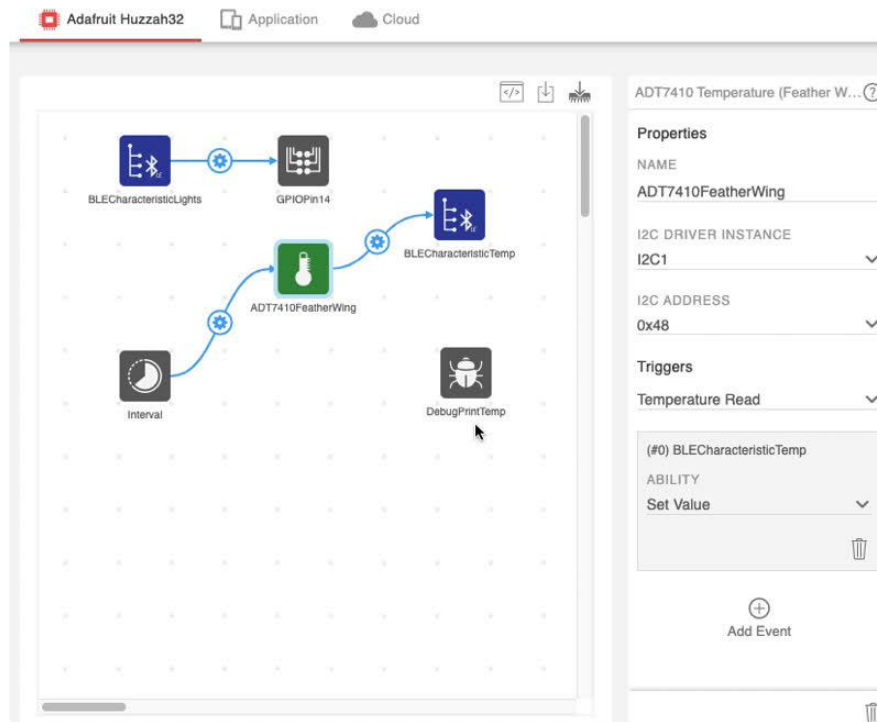 Adafruit Huzzah32
Application
Cloud
</>
ADT7410 Temperature (Feather W...
?
BLECharacteristicLights
GPIOPin14
BLECharacteristicTemp
ADT7410FeatherWing
Interval
DebugPrintTemp
Properties
NAME
ADT7410FeatherWing
I2C DRIVER INSTANCE
I2C1
I2C ADDRESS
0x48
Triggers
Temperature Read
(#0) BLECharacteristicTemp
ABILITY
Set Value
Add Event